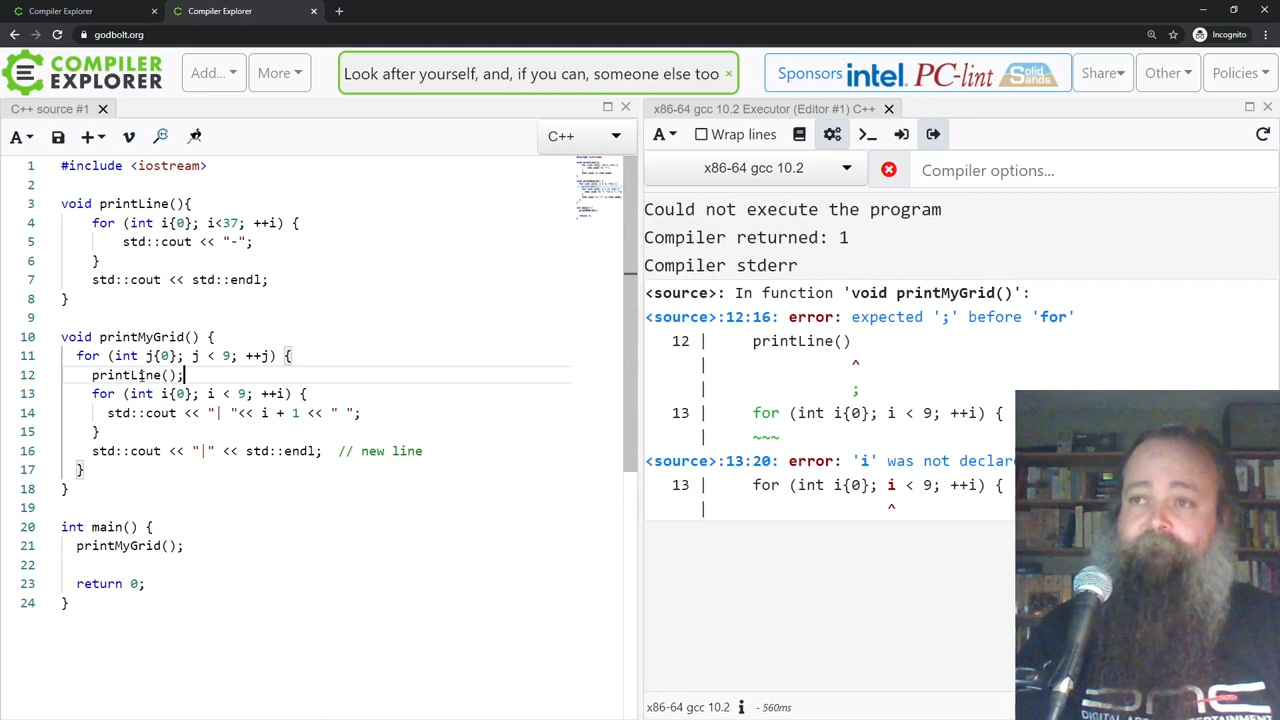 Compiler Explorer
Compiler Explorer
godbolt.org
Incognito
COMPILER
EXPLORER
Add...
More
Look after yourself, and, if you can, someone else too
Sponsors intel PC-lint Solid Sands
Share
Other
Policies
C++ source #1
x86-64 gcc 10.2 Executor (Editor #1) C++
C++
Wrap lines
x86-64 gcc 10.2
Compiler options...
1 #include <iostream>
2
3 void printLine(){
4 for (int i{0}; i<37; ++i) {
5 std::cout << "-";
6 }
7 std::cout << std::endl;
8 }
9
10 void printMyGrid() {
11 for (int j{0}; j < 9; ++j) {
12 printLine();
13 for (int i{0}; i < 9; ++i) {
14 std::cout << "| "<< i + 1 << " ";
15 }
16 std::cout << "|" << std::endl; // new line
17 }
18 }
19
20 int main() {
21 printMyGrid();
22
23 return 0;
24 }
Could not execute the program
Compiler returned: 1
Compiler stderr
<source>: In function 'void printMyGrid()':
<source>:12:16: error: expected ';' before 'for'
12 | printLine()
| ^
| ;
13 | for (int i{0}; i < 9; ++i) {
| ~~~
<source>:13:20: error: 'i' was not declare
13 | for (int i{0}; i < 9; ++i) {
| ^
x86-64 gcc 10.2 - 560ms
DIGITAL